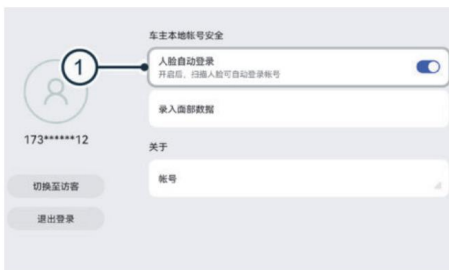 车主本地帐号安全
1
人脸自动登录
开启后，扫描人脸可自动登录帐号
录入面部数据
173******12
关于
帐号
切换至访客
退出登录